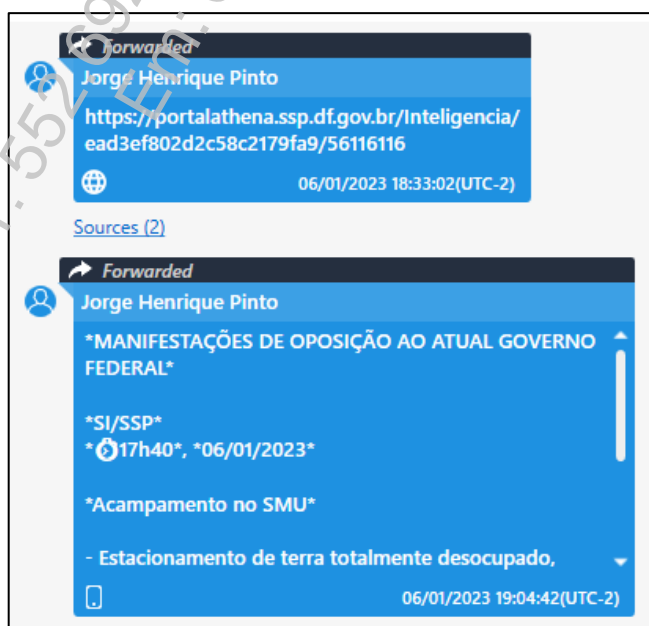 Forwarded
Jorge Henrique Pinto
https://portalathena.ssp.df.gov.br/Inteligencia/
ead3ef802d2c58c2179fa9/56116116
06/01/2023 18:33:02(UTC-2)
Sources (2)
Forwarded
Jorge Henrique Pinto
*MANIFESTAÇÕES DE OPOSIÇÃO AO ATUAL GOVERNO
FEDERAL*
*SI/SSP*
*⏱17h40*, *06/01/2023*
*Acampamento no SMU*
- Estacionamento de terra totalmente desocupado,
06/01/2023 19:04:42(UTC-2)